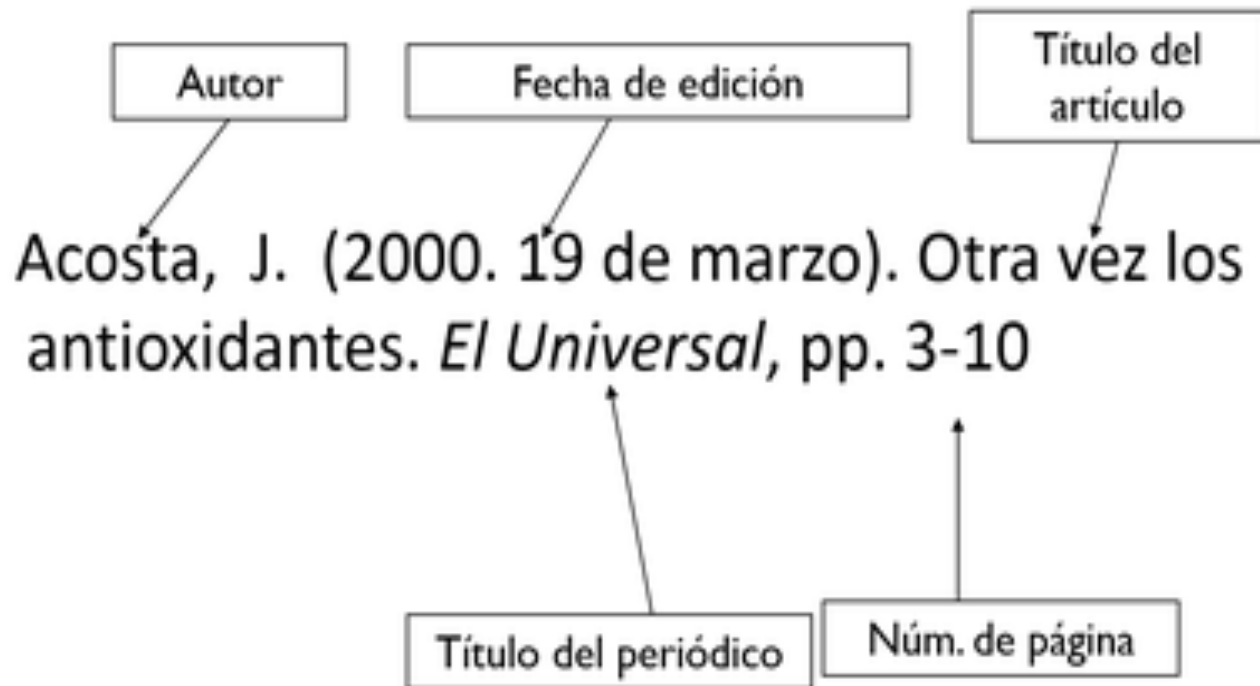 Autor
Fecha de edición
Título del
artículo
Acosta, J. (2000. 19 de marzo). Otra vez los
antioxidantes. El Universal, pp. 3-10
Título del periódico
Núm. de página